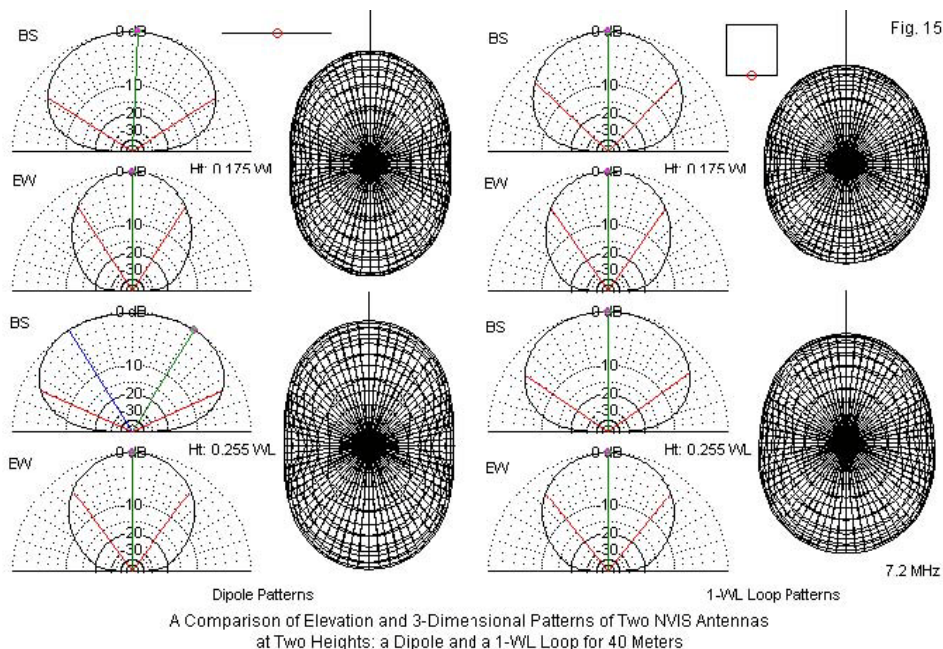 BS
0 dB
-10
20
30
Ht: 0.175 WL
EW
0 dB
-10
20
30
BS
0 dB
-10
20
30
Ht: 0.255 WL
EW
0 dB
-10
20
30
Dipole Patterns
Fig. 15
BS
0 dB
-10
20
30
Ht: 0.175 WL
EW
0 dB
-10
20
30
BS
0 dB
-10
20
30
Ht: 0.255 WL
EW
0 dB
-10
20
30
7.2 MHz
1-WL Loop Patterns
A Comparison of Elevation and 3-Dimensional Patterns of Two NVIS Antennas
at Two Heights: a Dipole and a 1-WL Loop for 40 Meters